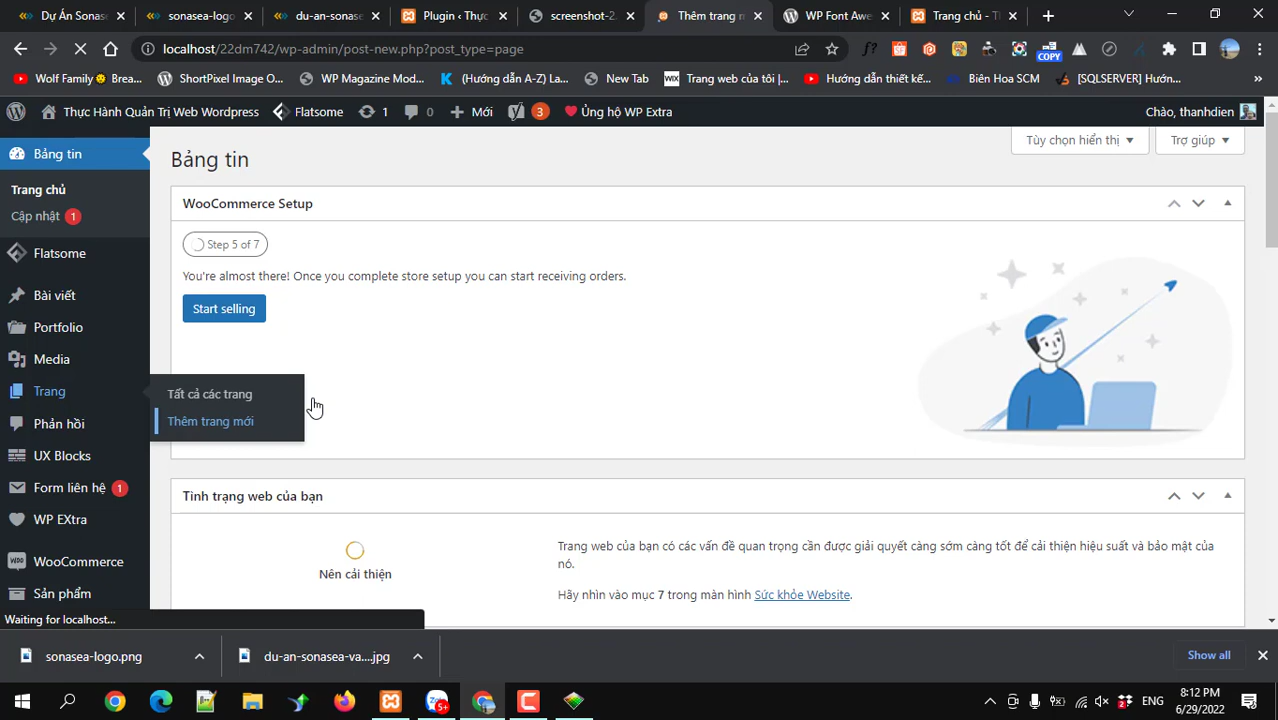 Dự Án Sonas
sonasea-logo
du-an-sonase
Plugin ‹ Thực
screenshot-2.
Thêm trang m
WP Font Awe
Trang chủ - T
localhost/22dm742/wp-admin/post-new.php?post_type=page
COPY
Wolf Family Brea...
ShortPixel Image O...
WP Magazine Mod...
(Hướng dẫn A-Z) La...
New Tab
WIX
Trang web của tôi |...
Hướng dẫn thiết kế...
Biên Hoa SCM
[SQLSERVER] Hướn...
»
Thực Hành Quản Trị Web Wordpress
Flatsome
1
0
Mới
3
Ủng hộ WP Extra
Chào, thanhdien
Bảng tin
Trang chủ
Cập nhật 1
Flatsome
Bài viết
Portfolio
Media
Trang
Phản hồi
UX Blocks
Form liên hệ 1
WP EXtra
WooCommerce
Sản phẩm
Tất cả các trang
Thêm trang mới
Bảng tin
Tùy chọn hiển thị
Trợ giúp
WooCommerce Setup
Step 5 of 7
You're almost there! Once you complete store setup you can start receiving orders.
Start selling
Tình trạng web của bạn
Nên cải thiện
Trang web của bạn có các vấn đề quan trọng cần được giải quyết càng sớm càng tốt để cải thiện hiệu suất và bảo mật của
nó.
Hãy nhìn vào mục 7 trong màn hình Sức khỏe Website.
Waiting for localhost...
sonasea-logo.png
du-an-sonasea-va....jpg
Show all
5+
2
ENG
8:12 PM
6/29/2022